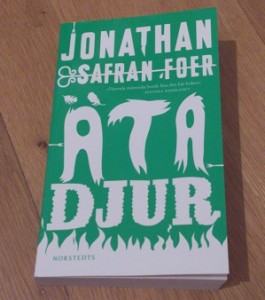 JONATHAN
SAFRAN FOER
ÄTA
DJUR
NORSTEDTS